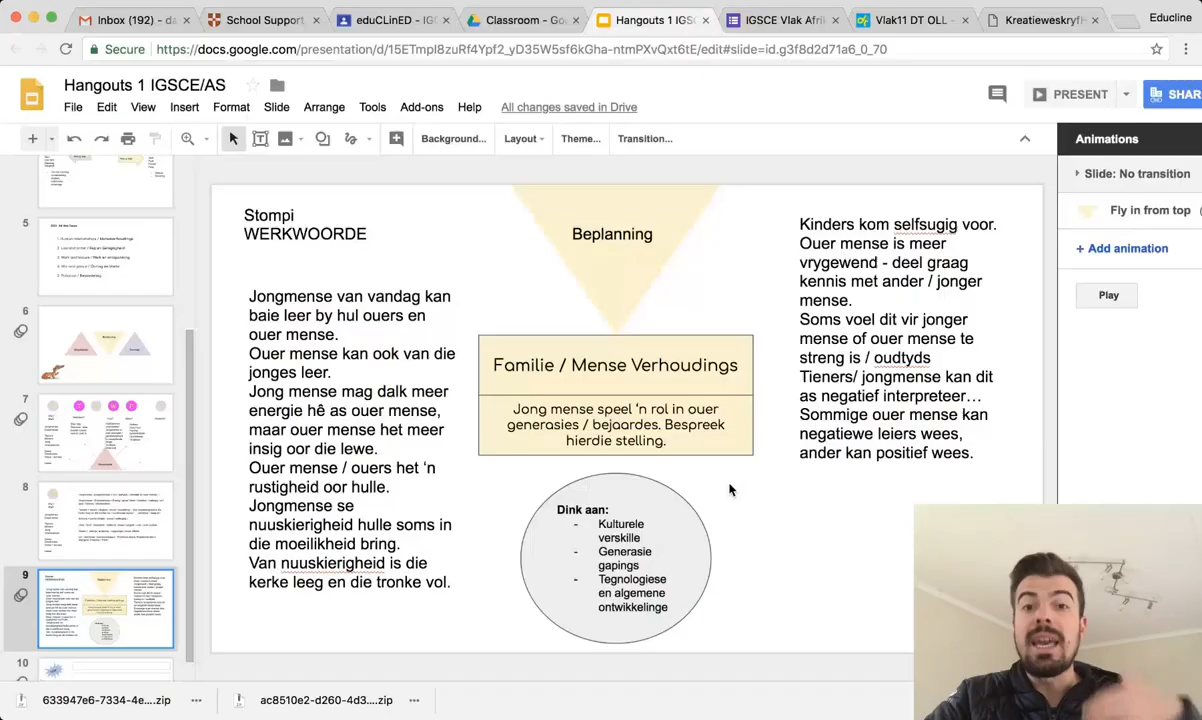 Inbox (192) - da
School Support
eduCLinED - IG
Classroom - Goo
Hangouts 1 IGSC
IGSCE Vlak Afrik
Vlak11 DT OLL -
KreatieweskryfH
Educline
Secure
https://docs.google.com/presentation/d/15ETmpI8zuRf4Ypf2_yD35W5sf6kGha-ntmPXvQxt6tE/edit#slide=id.g3f8d2d71a6_0_70
Hangouts 1 IGSCE/AS
File Edit View Insert Format Slide Arrange Tools Add-ons Help All changes saved in Drive
PRESENT
SHAR
Background... Layout Theme... Transition...
Animations
Slide: No transition
Fly in from top
+ Add animation
Play
5
6
7
8
9
10
Stompi
WERKWOORDE
Jongmense van vandag kan
baie leer by hul ouers en
ouer mense.
Ouer mense kan ook van die
jonges leer.
Jong mense mag dalk meer
energie hê as ouer mense,
maar ouer mense het meer
insig oor die lewe.
Ouer mense / ouers het ‘n
rustigheid oor hulle.
Jongmense se
nuuskierigheid hulle soms in
die moeilikheid bring.
Van nuuskierigheid is die
kerke leeg en die tronke vol.
Beplanning
Familie / Mense Verhoudings
Jong mense speel ‘n rol in ouer
generasies / bejaardes. Bespreek
hierdie stelling.
Dink aan:
- Kulturele
verskille
- Generasie
gapings
- Tegnologiese
en algemene
ontwikkelinge
Kinders kom selfsugig voor.
Ouer mense is meer
vrygewend - deel graag
kennis met ander / jonger
mense.
Soms voel dit vir jonger
mense of ouer mense te
streng is / oudtyds
Tieners/ jongmense kan dit
as negatief interpreteer…
Sommige ouer mense kan
negatiewe leiers wees,
ander kan positief wees.
633947e6-7334-4e....zip
ac8510e2-d260-4d3....zip